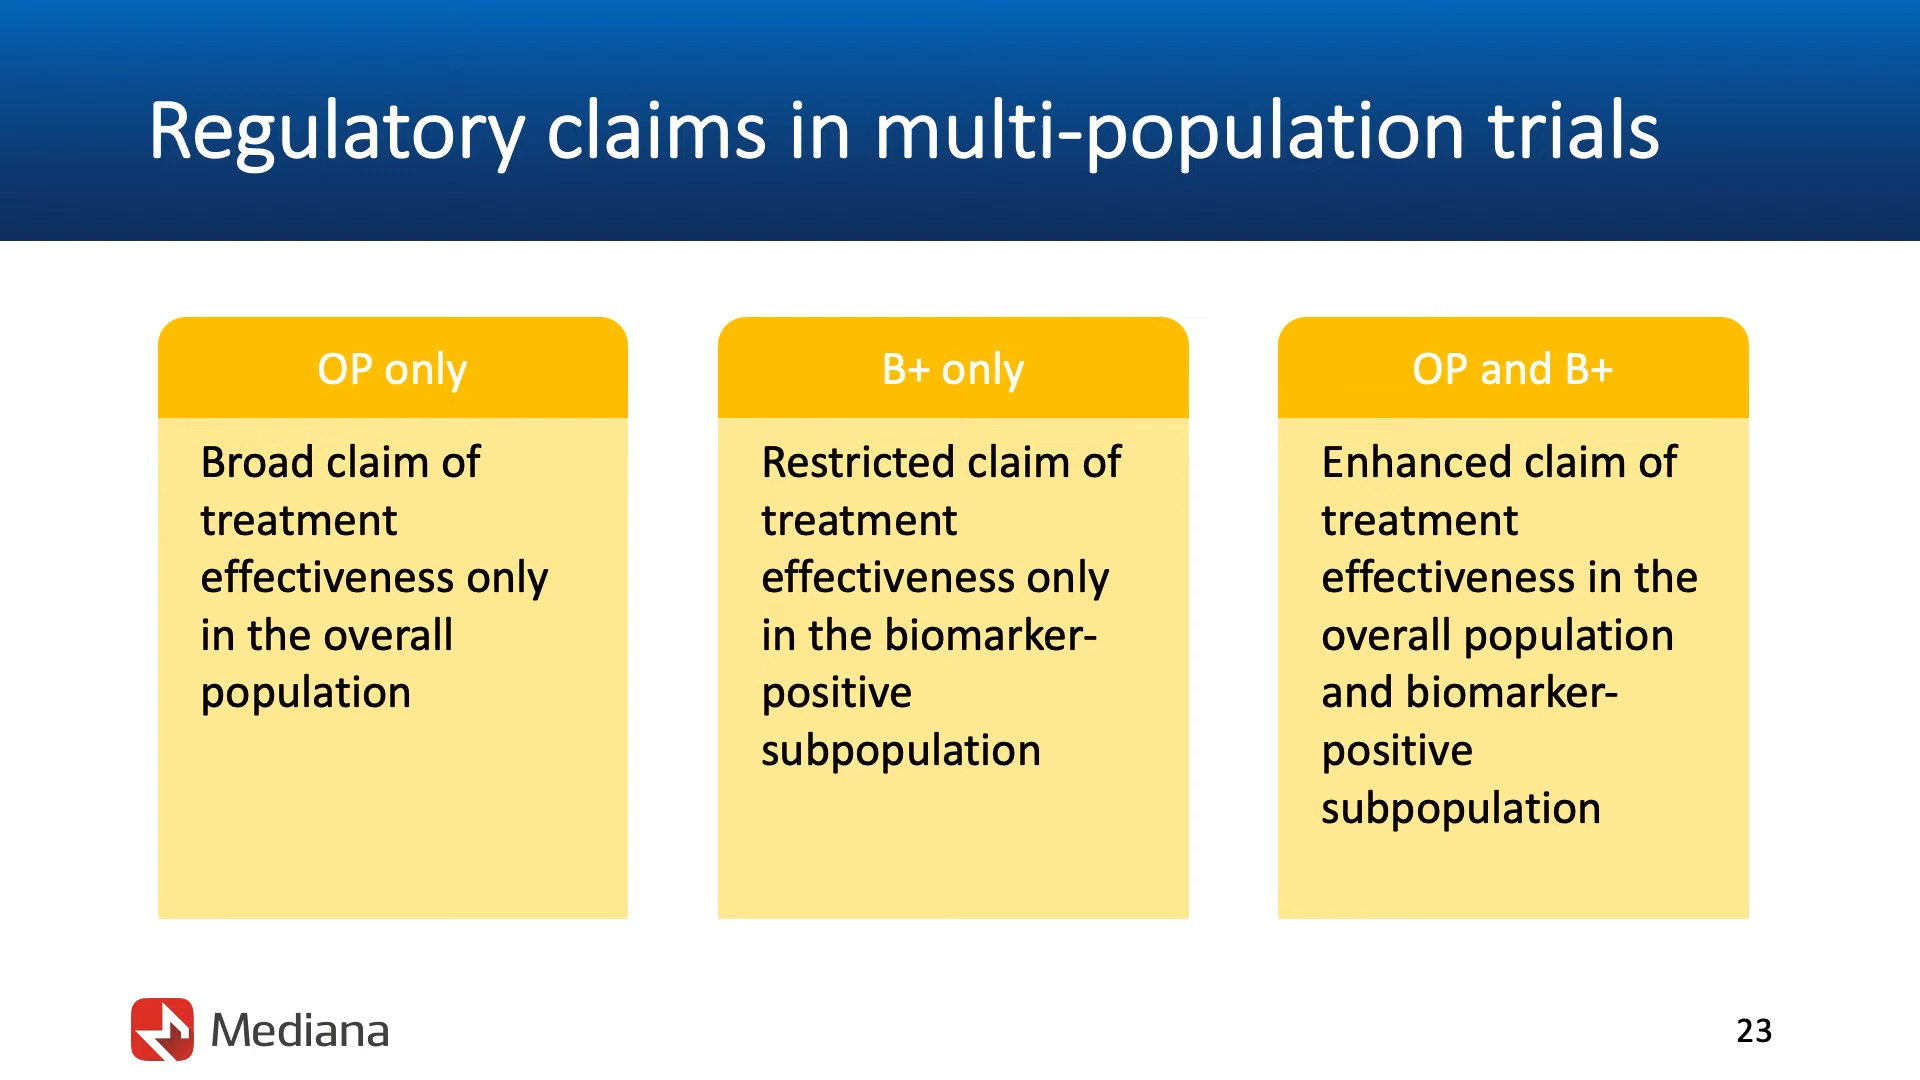 Regulatory claims in multi-population trials
OP only
Broad claim of
treatment
effectiveness only
in the overall
population
B+ only
Restricted claim of
treatment
effectiveness only
in the biomarker-
positive
subpopulation
OP and B+
Enhanced claim of
treatment
effectiveness in the
overall population
and biomarker-
positive
subpopulation
Mediana
23